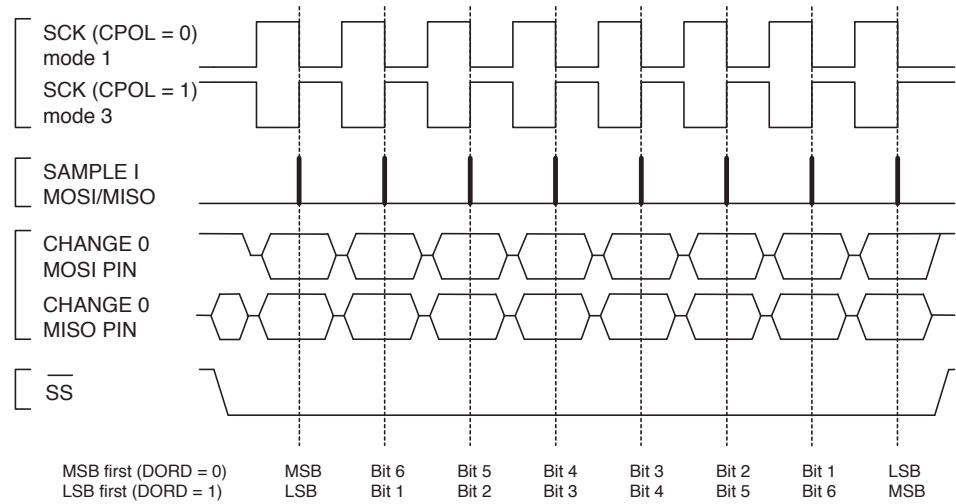 SCK (CPOL = 0)
mode 1
SCK (CPOL = 1)
mode 3
SAMPLE I
MOSI/MISO
CHANGE 0
MOSI PIN
CHANGE 0
MISO PIN
SS
MSB first (DORD = 0) MSB Bit 6 Bit 5 Bit 4 Bit 3 Bit 2 Bit 1 LSB
LSB first (DORD = 1) LSB Bit 1 Bit 2 Bit 3 Bit 4 Bit 5 Bit 6 MSB